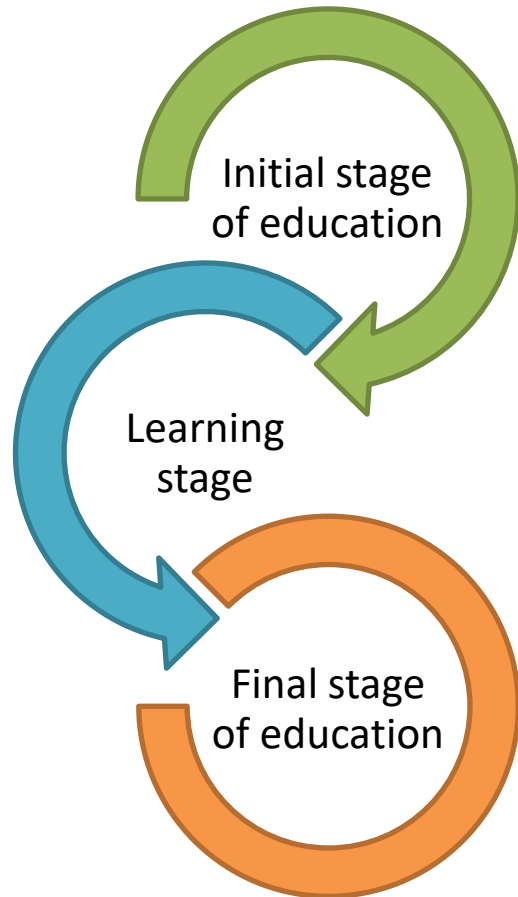 Initial stage
of education
Learning
stage
Final stage
of education